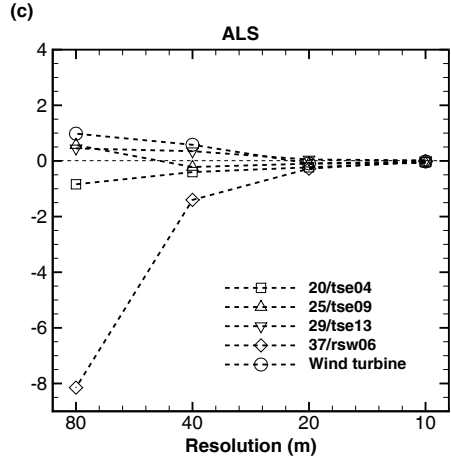 (c)
ALS
4
2
0
-2
-4
-6
-8
20/tse04
25/tse09
29/tse13
37/rsw06
Wind turbine
80 40 20 10
Resolution (m)